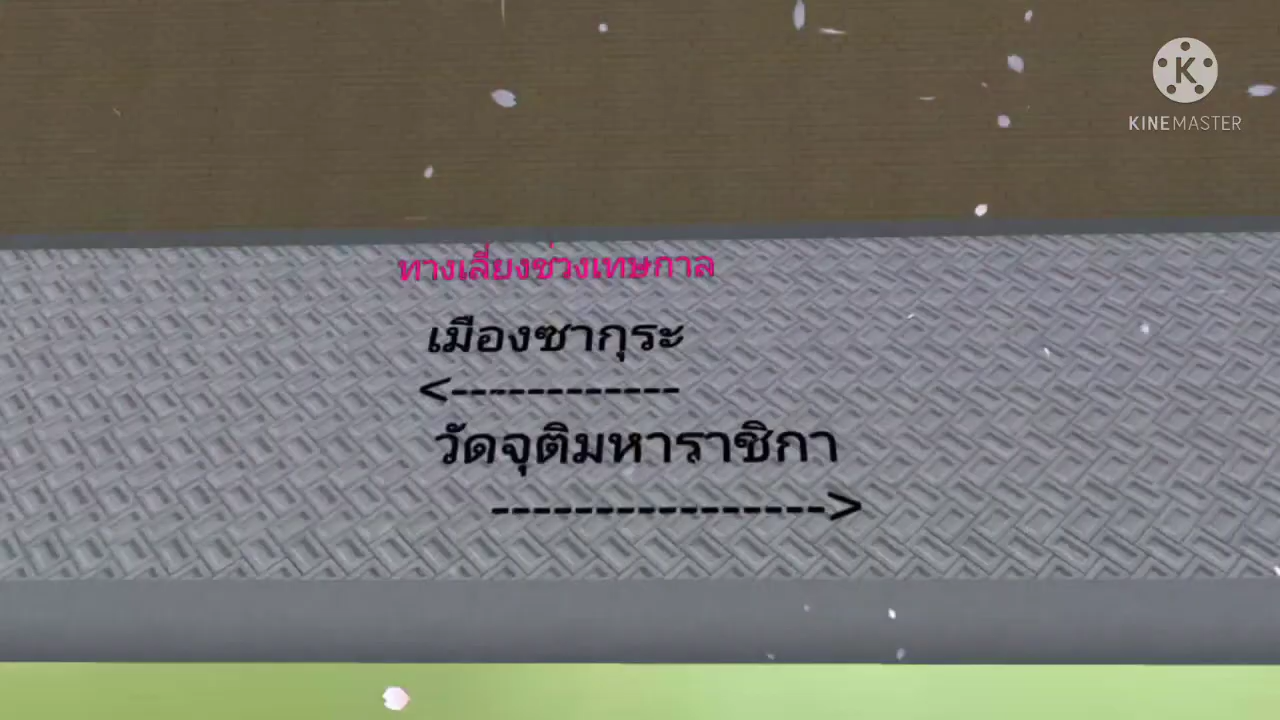 KINEMASTER
ทางเลี่ยงช่วงเทษกาล
เมืองซากุระ
<------------
วัดจุติมหาราชิกา
---------------->